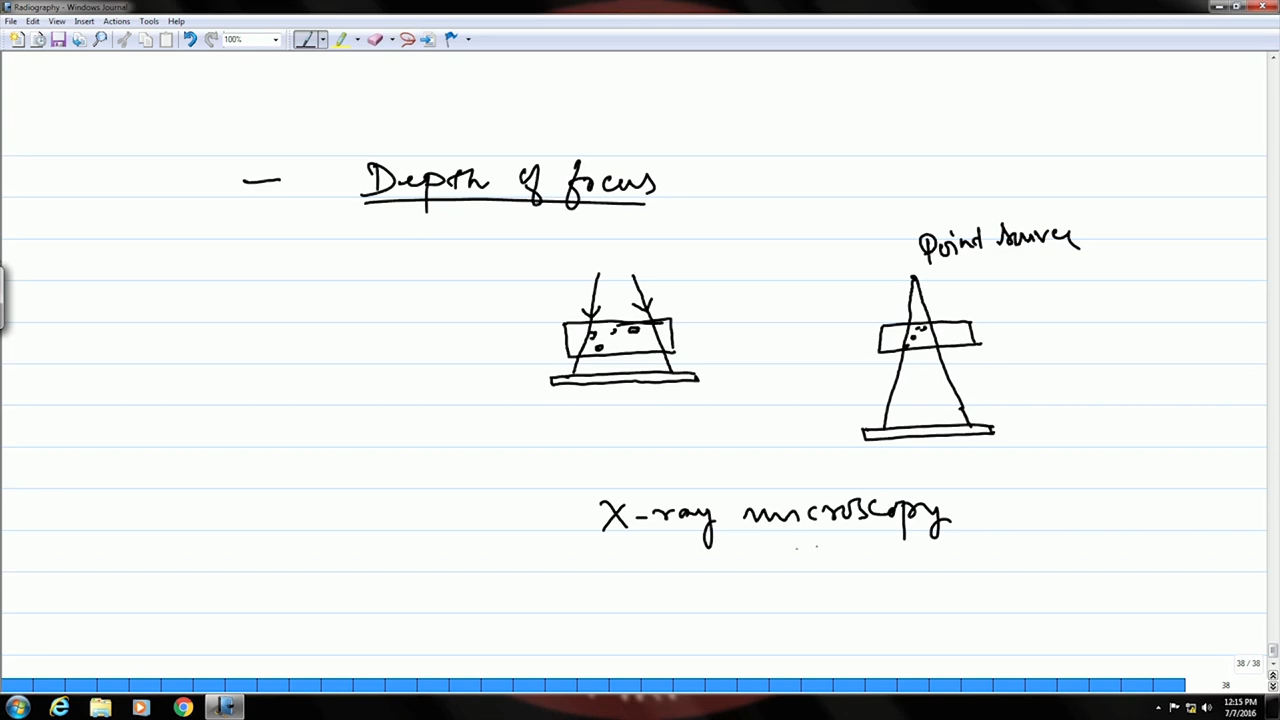 Radiography - Windows Journal
File Edit View Insert Actions Tools Help
100%
— Depth of focus
Point source
X-ray microscopy
38 / 38
38
12:15 PM
7/7/2016